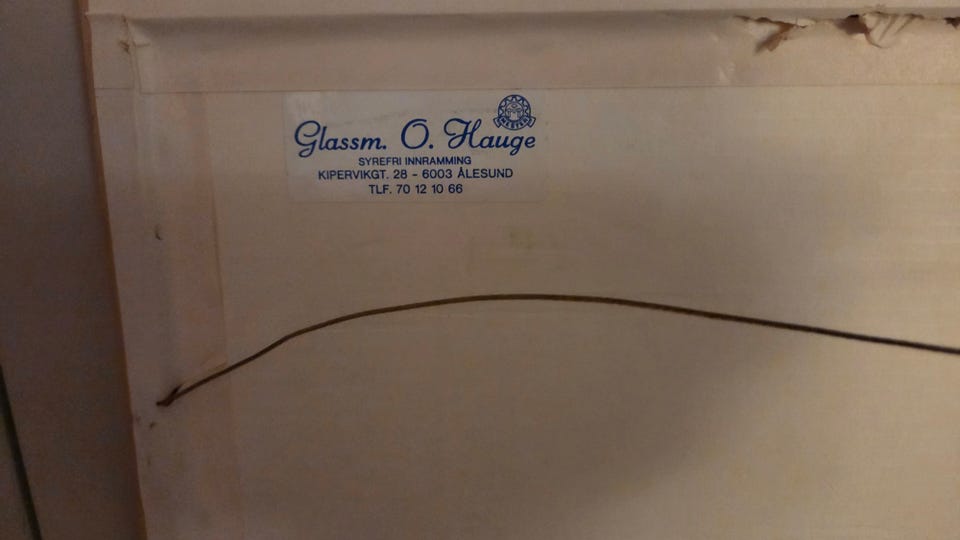 Glassm. O. Hauge
SYREFRI INNRAMMING
KIPERVIKGT. 28 - 6003 ÅLESUND
TLF. 70 12 10 66